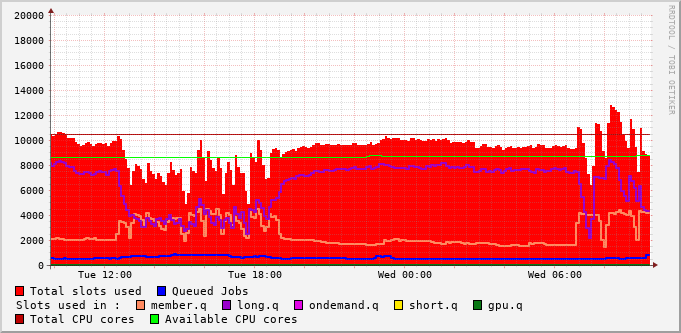 20000
18000
16000
14000
12000
10000
8000
6000
4000
2000
0
Tue 12:00 Tue 18:00 Wed 00:00 Wed 06:00
RRDTOOL / TOBI OETIKER
Total slots used Queued Jobs
Slots used in : member.q long.q ondemand.q short.q gpu.q
Total CPU cores Available CPU cores